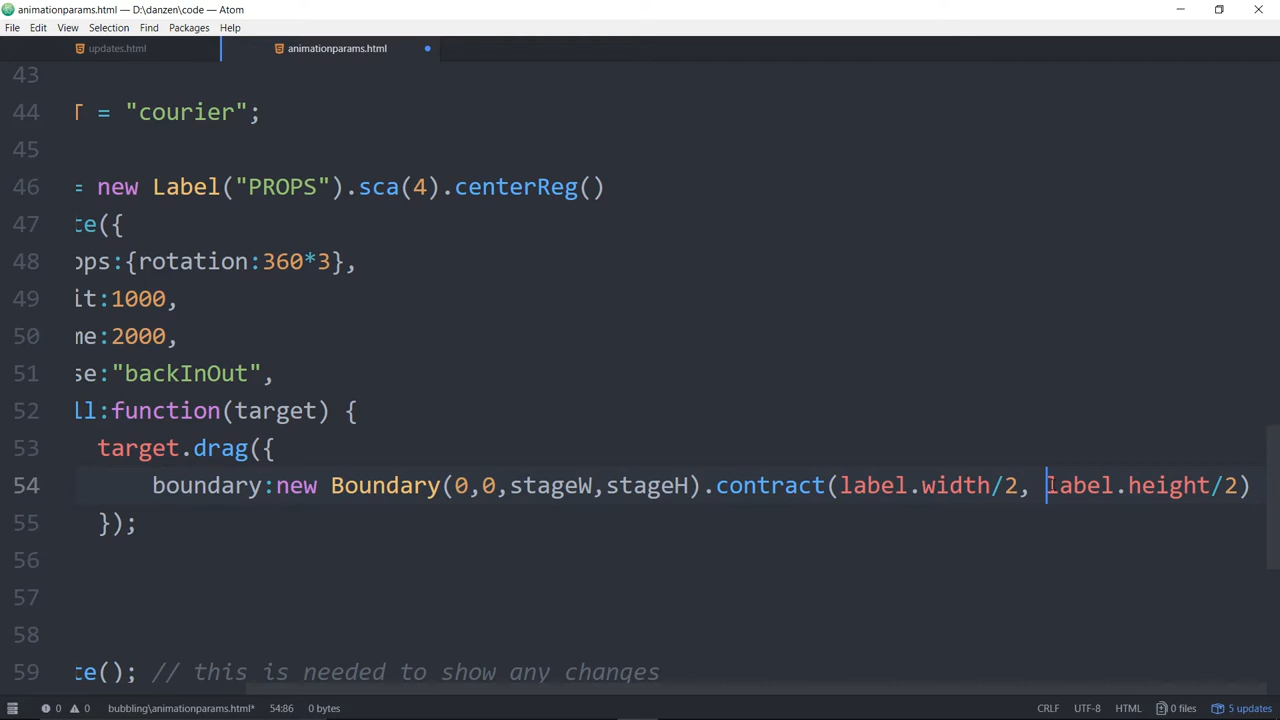 animationparams.html — D:\danzen\code — Atom
File Edit View Selection Find Packages Help
updates.html animationparams.html
43
44 T = "courier";
45
46 = new Label("PROPS").sca(4).centerReg()
47 te({
48 ops:{rotation:360*3},
49 it:1000,
50 me:2000,
51 se:"backInOut",
52 ll:function(target) {
53 target.drag({
54 boundary:new Boundary(0,0,stageW,stageH).contract(label.width/2, label.height/2)
55 });
56
57
58
59 te(); // this is needed to show any changes
0 0 bubbling\animationparams.html* 54:86 0 bytes CRLF UTF-8 HTML 0 files 5 updates